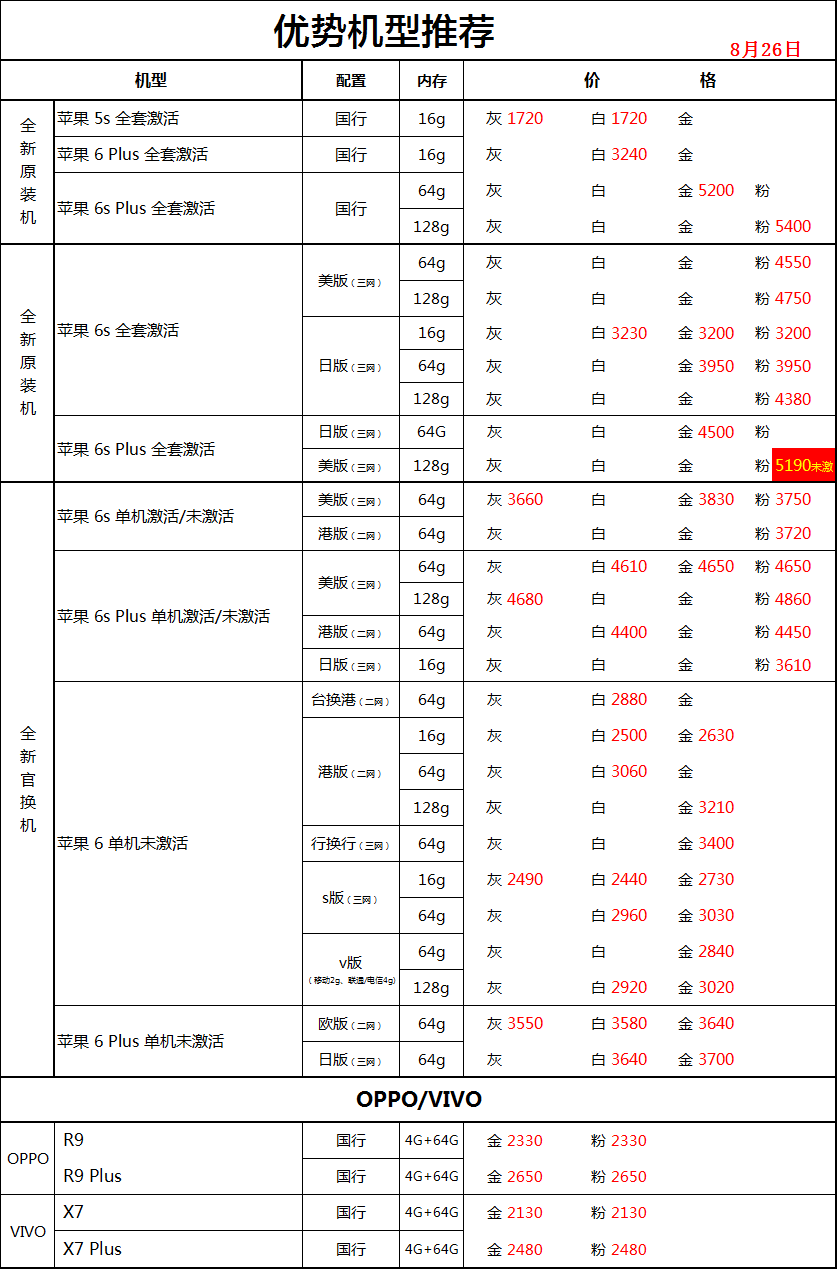 优势机型推荐
8月26日
机型 配置 内存 价 格
全新原装机
苹果 5s 全套激活 国行 16g 灰 1720 白 1720 金
苹果 6 Plus 全套激活 国行 16g 灰 白 3240 金
苹果 6s Plus 全套激活 国行 64g 灰 白 金 5200 粉
128g 灰 白 金 粉 5400
全新原装机
苹果 6s 全套激活 美版（三网） 64g 灰 白 金 粉 4550
128g 灰 白 金 粉 4750
日版（三网） 16g 灰 白 3230 金 3200 粉 3200
64g 灰 白 金 3950 粉 3950
128g 灰 白 金 粉 4380
苹果 6s Plus 全套激活 日版（三网） 64G 灰 白 金 4500 粉
美版（三网） 128g 灰 白 金 粉 5190未激
全新官换机
苹果 6s 单机激活/未激活 美版（三网） 64g 灰 3660 白 金 3830 粉 3750
港版（二网） 64g 灰 白 金 粉 3720
苹果 6s Plus 单机激活/未激活 美版（三网） 64g 灰 白 4610 金 4650 粉 4650
128g 灰 4680 白 金 粉 4860
港版（二网） 64g 灰 白 4400 金 粉 4450
日版（三网） 16g 灰 白 金 粉 3610
苹果 6 单机未激活 台换港（二网） 64g 灰 白 2880 金
港版（二网） 16g 灰 白 2500 金 2630
64g 灰 白 3060 金
128g 灰 白 金 3210
行换行（三网） 64g 灰 白 金 3400
s版（三网） 16g 灰 2490 白 2440 金 2730
64g 灰 白 2960 金 3030
v版 64g 灰 白 金 2840
（移动2g、联通/电信4g) 128g 灰 白 2920 金 3020
苹果 6 Plus 单机未激活 欧版（二网） 64g 灰 3550 白 3580 金 3640
日版（三网） 64g 灰 白 3640 金 3700
OPPO/VIVO
OPPO
R9 国行 4G+64G 金 2330 粉 2330
R9 Plus 国行 4G+64G 金 2650 粉 2650
VIVO
X7 国行 4G+64G 金 2130 粉 2130
X7 Plus 国行 4G+64G 金 2480 粉 2480